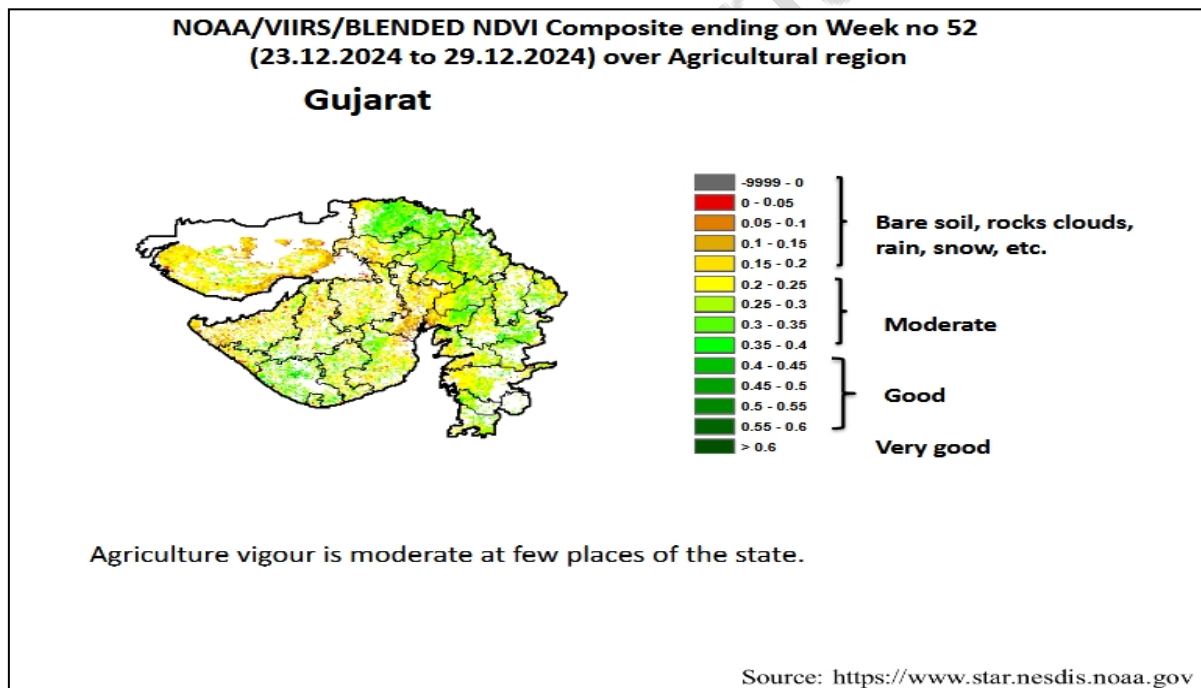 NOAA/VIIRS/BLENDED NDVI Composite ending on Week no 52
(23.12.2024 to 29.12.2024) over Agricultural region
Gujarat
-9999 - 0
0 - 0.05
0.05 - 0.1
0.1 - 0.15
0.15 - 0.2
0.2 - 0.25
0.25 - 0.3
0.3 - 0.35
0.35 - 0.4
0.4 - 0.45
0.45 - 0.5
0.5 - 0.55
0.55 - 0.6
> 0.6
Bare soil, rocks clouds,
rain, snow, etc.
Moderate
Good
Very good
Agriculture vigour is moderate at few places of the state.
Source: https://www.star.nesdis.noaa.gov